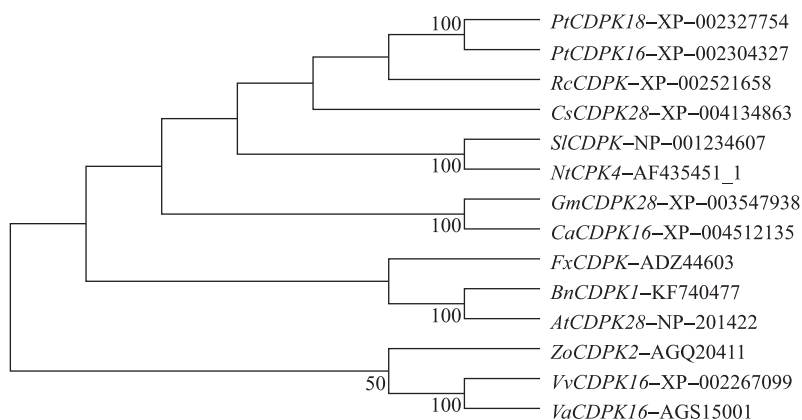 100
PtCDPK18–XP–002327754
PtCDPK16–XP–002304327
RcCDPK–XP–002521658
CsCDPK28–XP–004134863
SlCDPK–NP–001234607
100
NtCPK4–AF435451_1
GmCDPK28–XP–003547938
100
CaCDPK16–XP–004512135
FxCDPK–ADZ44603
BnCDPK1–KF740477
100
AtCDPK28–NP–201422
ZoCDPK2–AGQ20411
50
VvCDPK16–XP–002267099
100
VaCDPK16–AGS15001